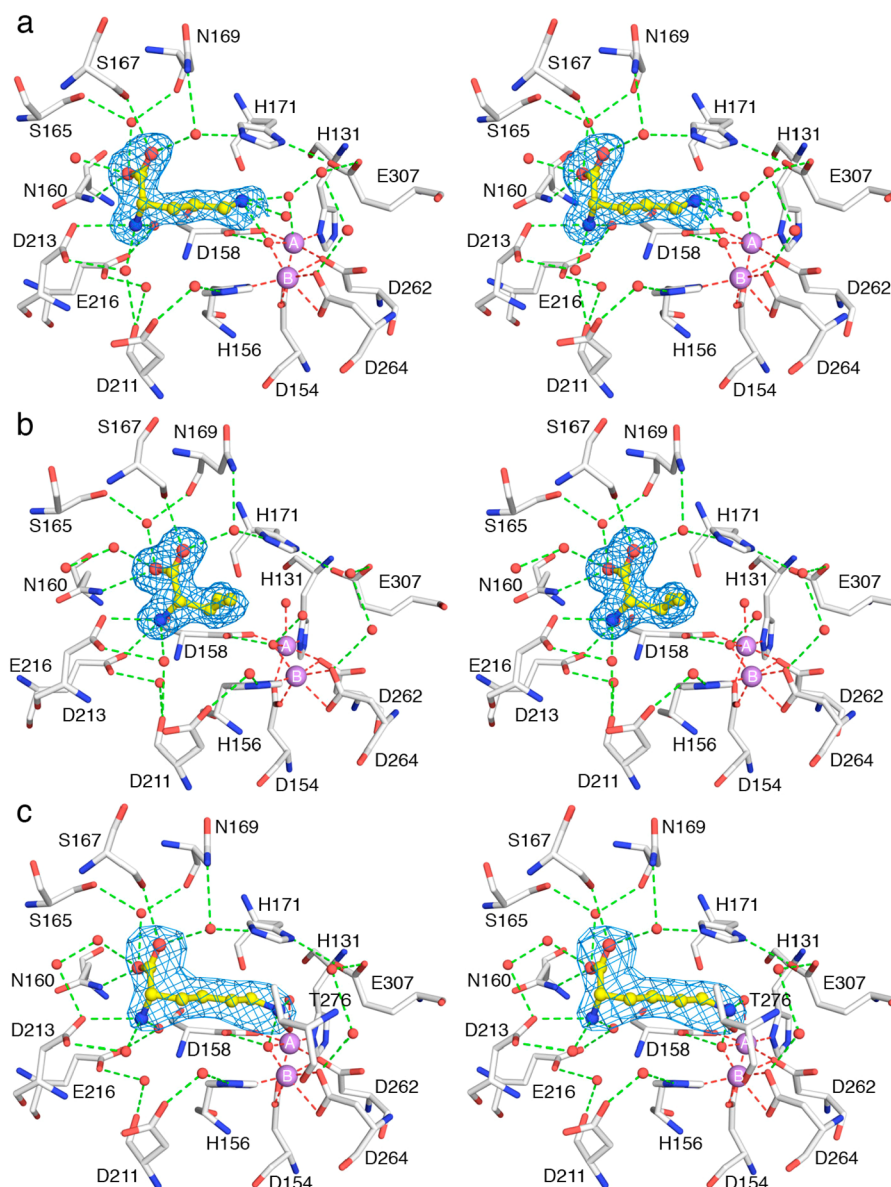 a
N169 N169
S167 S167
H171 H171
S165 H131 S165 H131
E307 E307
N160 N160
D213 D158 A D213 D158 A
B D262 B D262
E216 E216
H156 D264 H156 D264
D211 D154 D211 D154
b
S167 N169 S167 N169
S165 H171 S165 H171
N160 H131 E307 N160 H131 E307
D158 A D158 A
E216 B E216 B
D213 D262 D213 D262
H156 H156
D211 D154 D264 D211 D154 D264
c
N169 N169
S167 S167
S165 H171 S165 H171
H131 H131
N160 E307 N160 E307
T276 T276
D213 D158 A D213 D158 A
B B
E216 D262 E216 D262
H156 H156
D211 D154 D264 D211 D154 D264